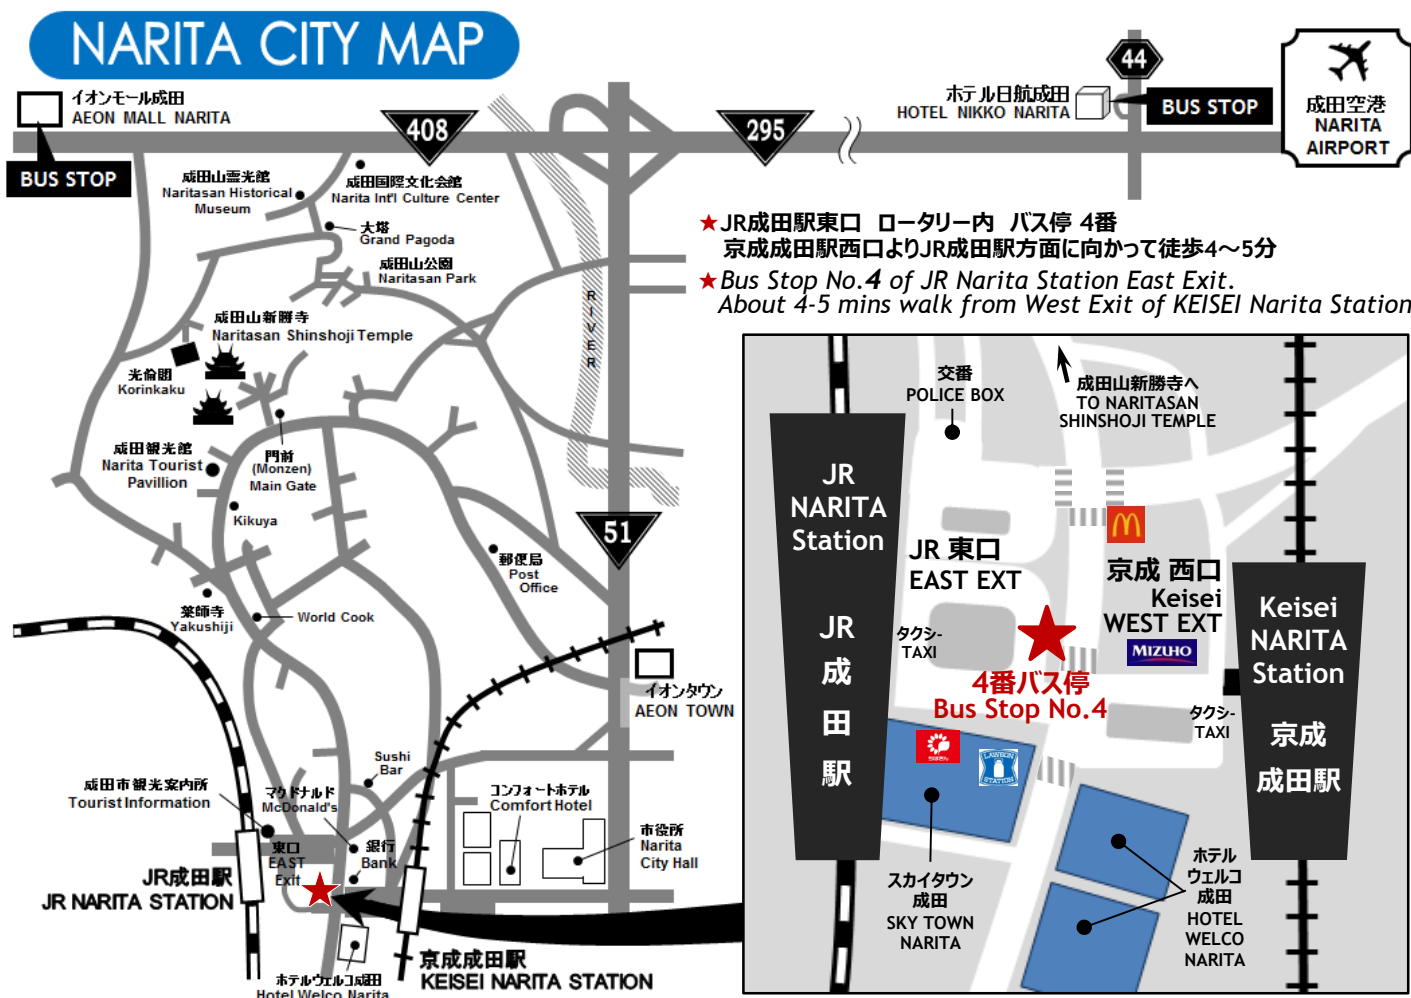 NARITA CITY MAP
イオンモール成田
AEON MALL NARITA
BUS STOP
408
295
44
ホテル日航成田
HOTEL NIKKO NARITA
BUS STOP
成田空港
NARITA
AIRPORT
成田山霊光館
Naritasan Historical
Museum
成田国際文化会館
Narita Int'l Culture Center
大塔
Grand Pagoda
成田山公園
Naritasan Park
成田山新勝寺
Naritasan Shinshoji Temple
光倫閣
Korinkaku
RIVER
成田観光館
Narita Tourist
Pavillion
門前
(Monzen)
Main Gate
Kikuya
51
郵便局
Post
Office
薬師寺
Yakushiji
World Cook
イオンタウン
AEON TOWN
Sushi
Bar
成田市観光案内所
Tourist Information
マクドナルド
McDonald's
コンフォートホテル
Comfort Hotel
市役所
Narita
City Hall
東口
EAST
Exit
銀行
Bank
JR成田駅
JR NARITA STATION
京成成田駅
KEISEI NARITA STATION
ホテルウェルコ成田
Hotel Welco Narita
★JR成田駅東口 ロータリー内 バス停 4番
京成成田駅西口よりJR成田駅方面に向かって徒歩4～5分
★Bus Stop No.4 of JR Narita Station East Exit.
About 4-5 mins walk from West Exit of KEISEI Narita Station
交番
POLICE BOX
成田山新勝寺へ
TO NARITASAN
SHINSHOJI TEMPLE
JR
NARITA
Station
JR
成
田
駅
JR 東口
EAST EXT
京成 西口
Keisei
WEST EXT
MIZUHO
タクシ-
TAXI
4番バス停
Bus Stop No.4
タクシ-
TAXI
Keisei
NARITA
Station
京成
成田駅
ちばぎん
LAWSON
STATION
スカイタウン
成田
SKY TOWN
NARITA
ホテル
ウェルコ
成田
HOTEL
WELCO
NARITA